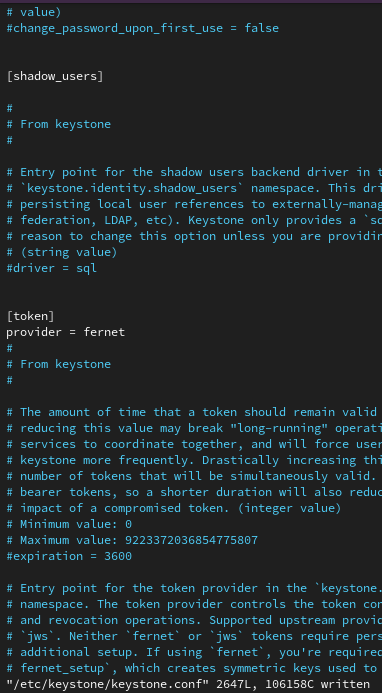 # value)
#change_password_upon_first_use = false
[shadow_users]
#
# From keystone
#
# Entry point for the shadow users backend driver in t
# `keystone.identity.shadow_users` namespace. This dri
# persisting local user references to externally-manag
# federation, LDAP, etc). Keystone only provides a `sq
# reason to change this option unless you are providin
# (string value)
#driver = sql
[token]
provider = fernet
#
# From keystone
#
# The amount of time that a token should remain valid
# reducing this value may break "long-running" operati
# services to coordinate together, and will force user
# keystone more frequently. Drastically increasing thi
# number of tokens that will be simultaneously valid.
# bearer tokens, so a shorter duration will also reduc
# impact of a compromised token. (integer value)
# Minimum value: 0
# Maximum value: 9223372036854775807
#expiration = 3600
# Entry point for the token provider in the `keystone.
# namespace. The token provider controls the token con
# and revocation operations. Supported upstream provid
# `jws`. Neither `fernet` or `jws` tokens require pers
# additional setup. If using `fernet`, you're required
# fernet_setup`, which creates symmetric keys used to
"/etc/keystone/keystone.conf" 2647L, 106158C written